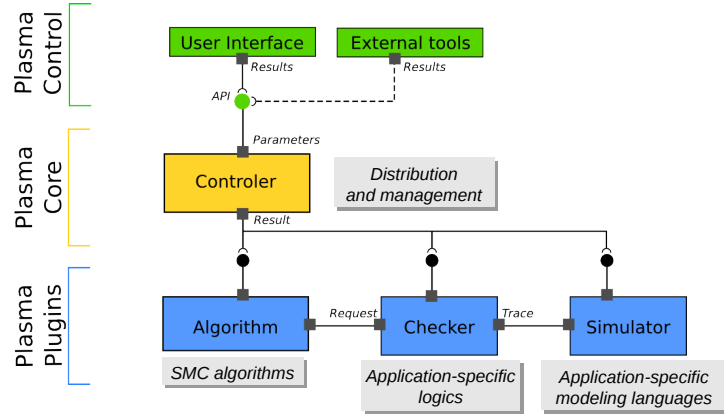 Plasma
Control
User Interface
External tools
Results
Results
API
Parameters
Plasma
Core
Controler
Distribution
and management
Result
Plasma
Plugins
Algorithm
Request
Checker
Trace
Simulator
SMC algorithms
Application-specific
logics
Application-specific
modeling languages